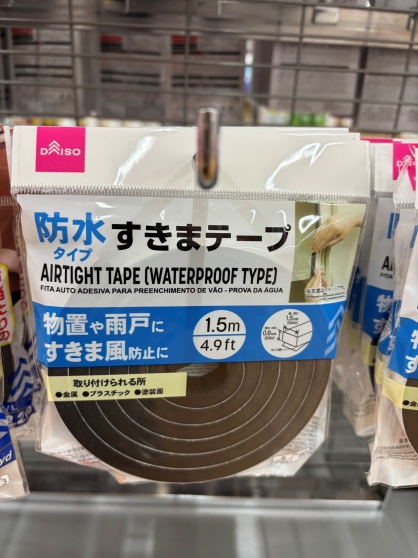 DAISO
防水
タイプ
すきまテープ
AIRTIGHT TAPE (WATERPROOF TYPE)
FITA AUTO ADESIVA PARA PREENCHIMENTO DE VÃO - PROVA DA ÁGUA
物置や雨戸に
すきま風防止に
1.5m
4.9ft
取り付けられる所
●金属 ●プラスチック ●塗装面